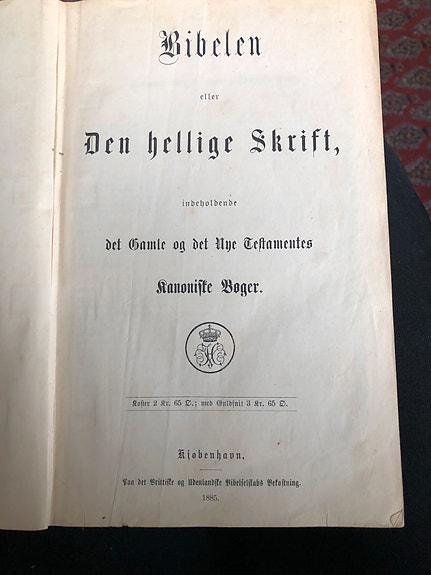 Bibelen
eller
Den hellige Skrift,
indeholdende
det Gamle og det Nye Testamentes
Kanoniske Bøger.
Koster 2 Kr. 65 Ø.; med Guldsnit 3 Kr. 65 Ø.
Kjøbenhavn.
Paa det Brittiske og Udenlandske Bibelselskabs Bekostning.
1885.